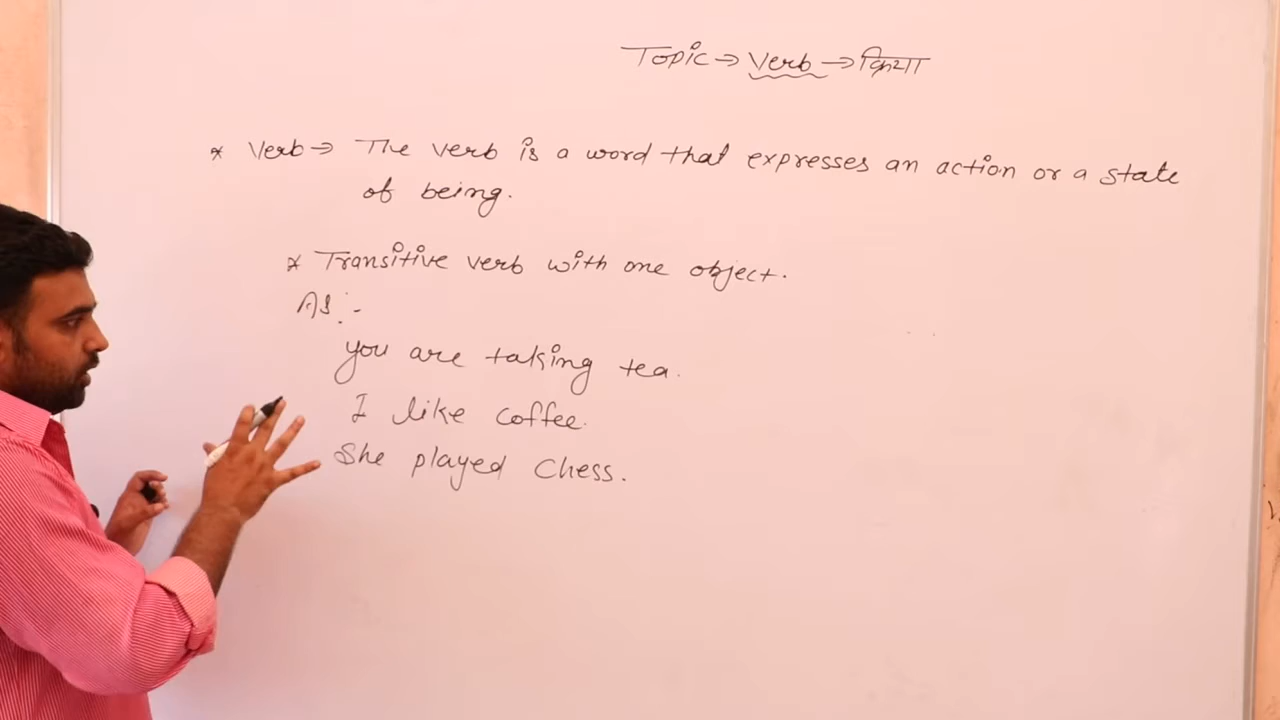 Topic → Verb → क्रिया
* Verb → The verb is a word that expresses an action or a state
of being.
* Transitive verb with one object.
As :-
you are taking tea.
I like coffee.
She played Chess.